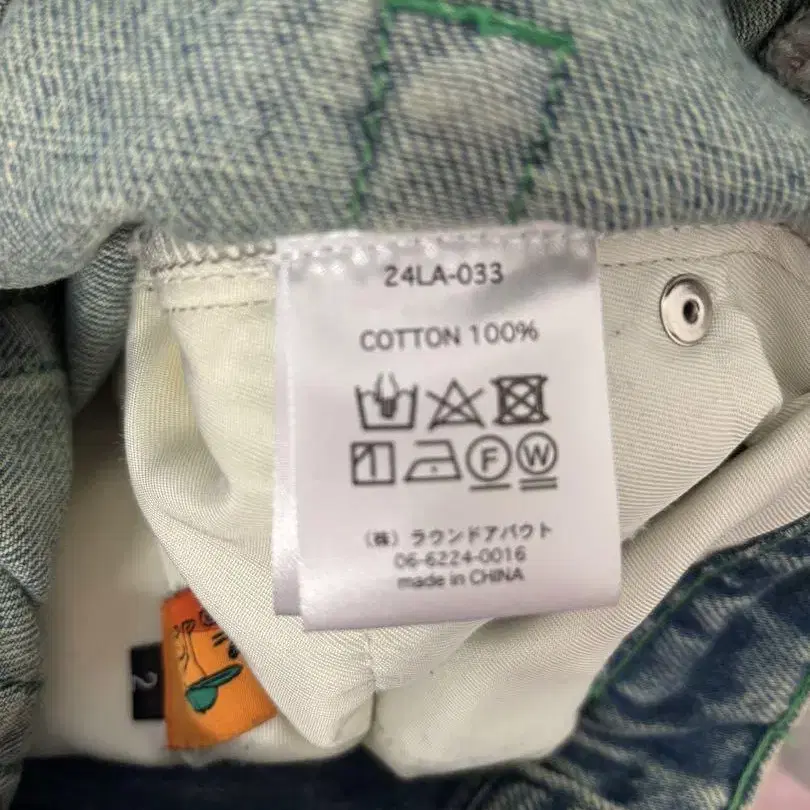 24LA-033
COTTON 100%
F W
(株) ラウンドアバウト
06-6224-0016
made in CHINA
2